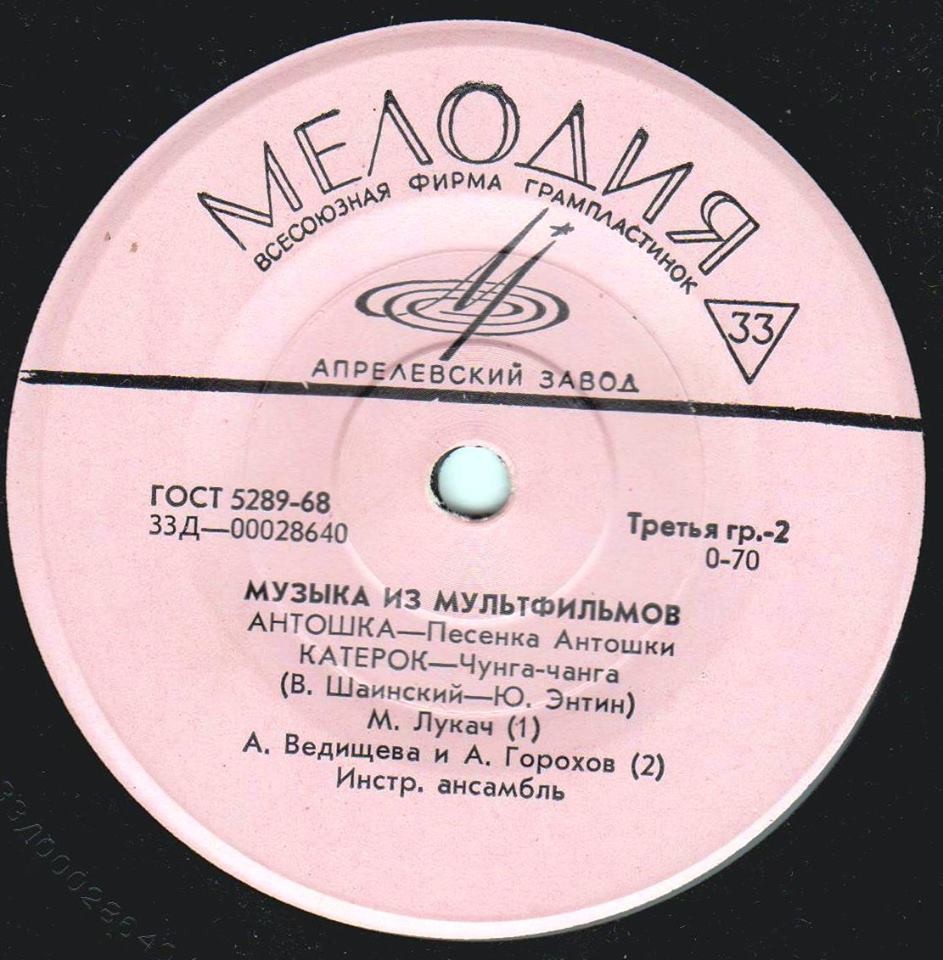 МЕЛОДИЯ
ВСЕСОЮЗНАЯ ФИРМА ГРАМПЛАСТИНОК
33
АПРЕЛЕВСКИЙ ЗАВОД
ГОСТ 5289-68
33Д—00028640
Третья гр.-2
0-70
МУЗЫКА ИЗ МУЛЬТФИЛЬМОВ
АНТОШКА—Песенка Антошки
КАТЕРОК—Чунга-чанга
(В. Шаинский—Ю. Энтин)
М. Лукач (1)
А. Ведищева и А. Горохов (2)
Инстр. ансамбль
33Д00028640